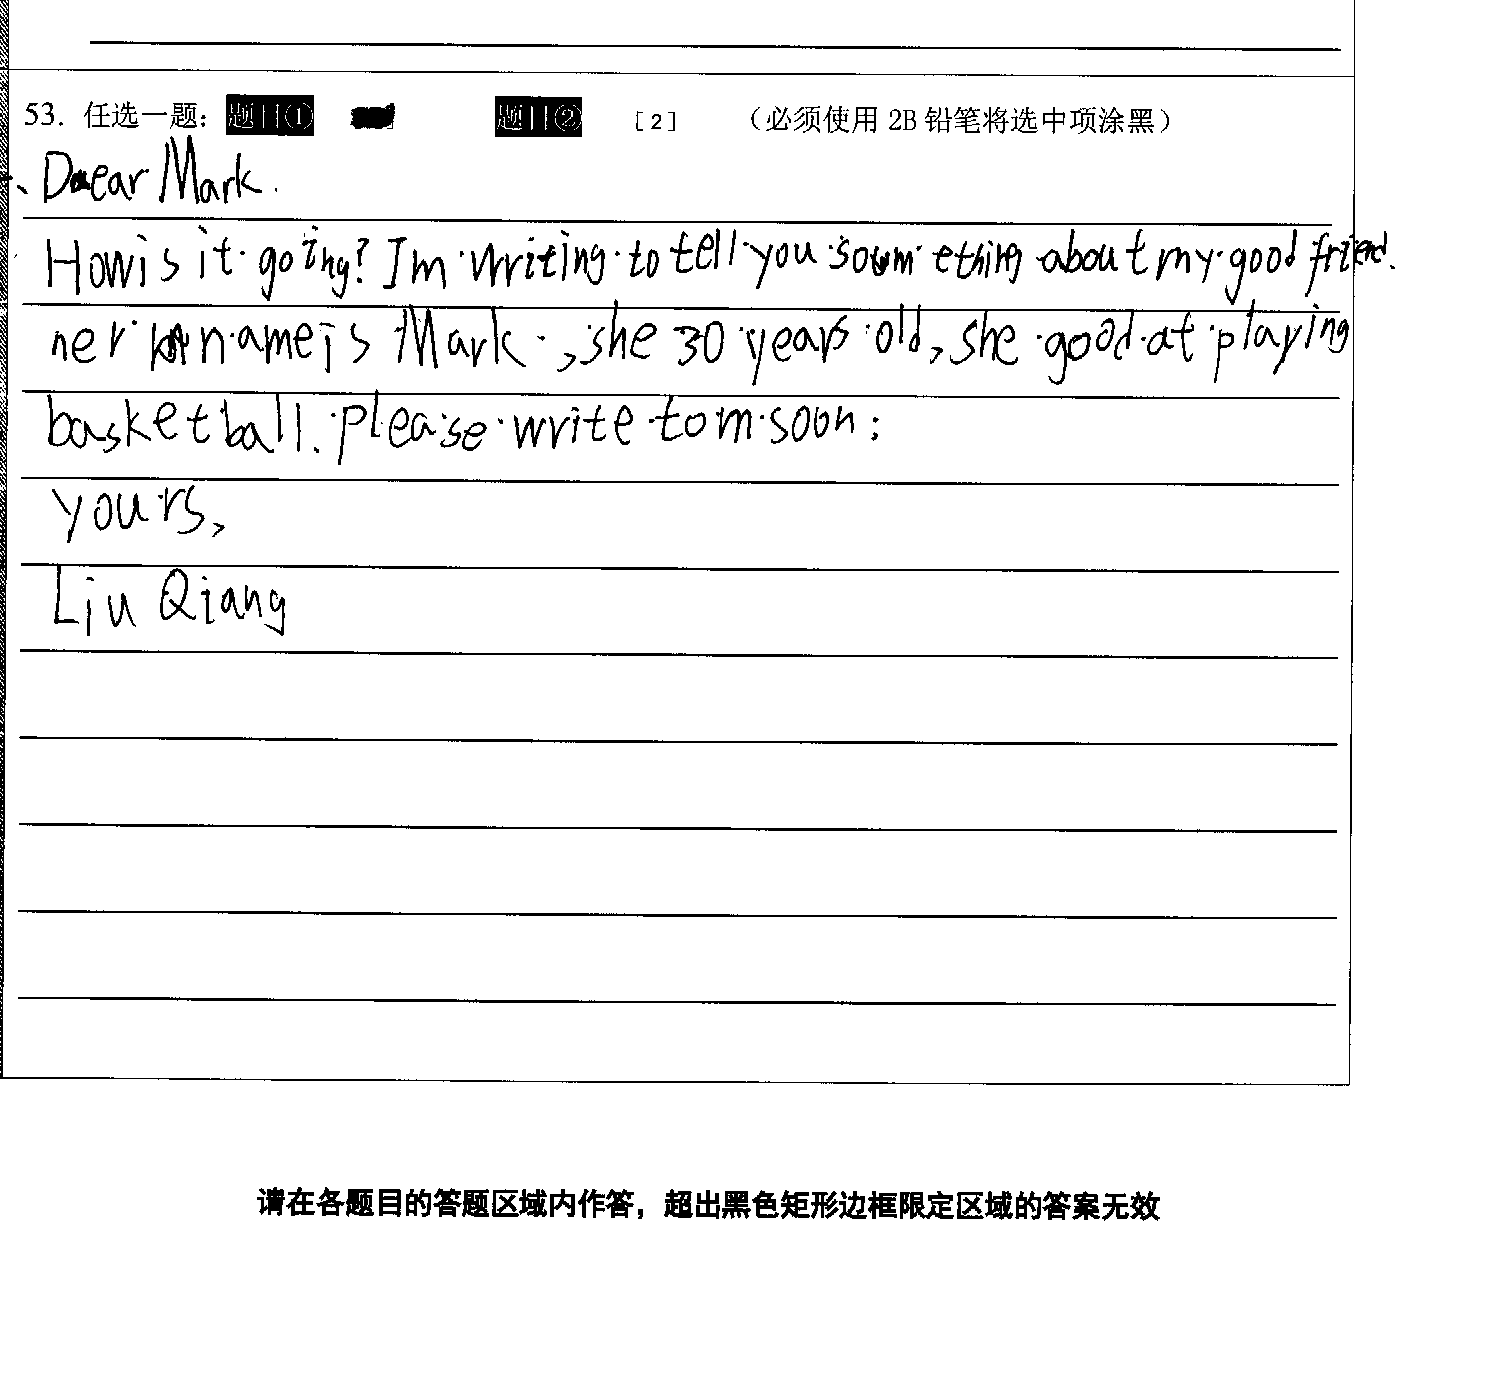 53. 任选一题： 题目① 题目② [2] （必须使用 2B 铅笔将选中项涂黑）
Dear Mark.
How is it going? Im writing to tell you something about my good friend.
ner name is Mark, she 30 years old, she good at playing
basketball. please write to m soon:
yours,
Liu Qiang
请在各题目的答题区域内作答，超出黑色矩形边框限定区域的答案无效